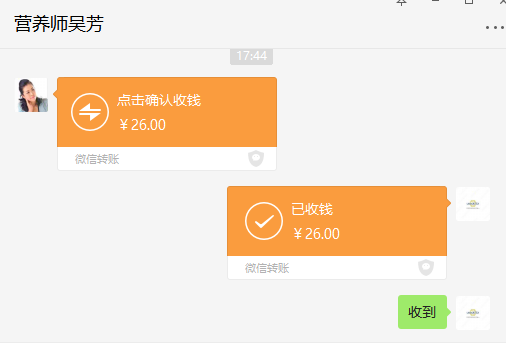 营养师吴芳
17:44
点击确认收钱
￥26.00
微信转账
已收钱
￥26.00
微信转账
收到